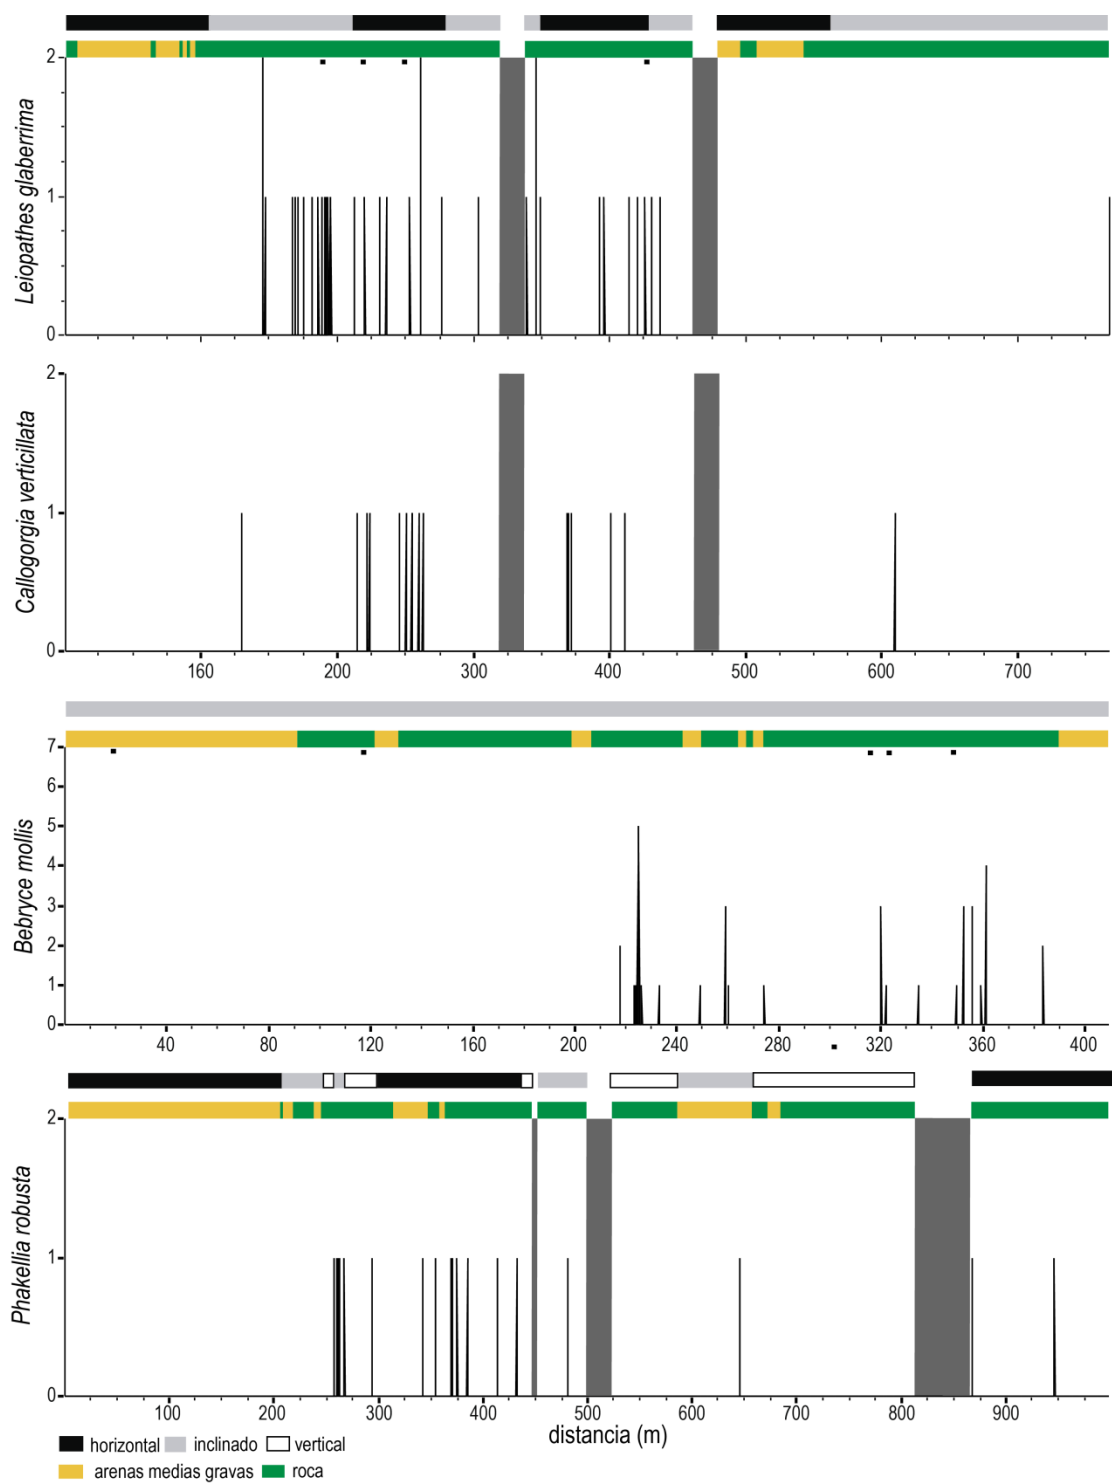 Leiopathes glaberrima
2
1
0
Callogorgia verticillata
2
1
0
160 200 300 400 500 600 700
Bebryce mollis
7
6
5
4
3
2
1
0
40 80 120 160 200 240 280 320 360 400
Phakellia robusta
2
1
0
100 200 300 400 500 600 700 800 900
distancia (m)
horizontal inclinado vertical
arenas medias gravas roca